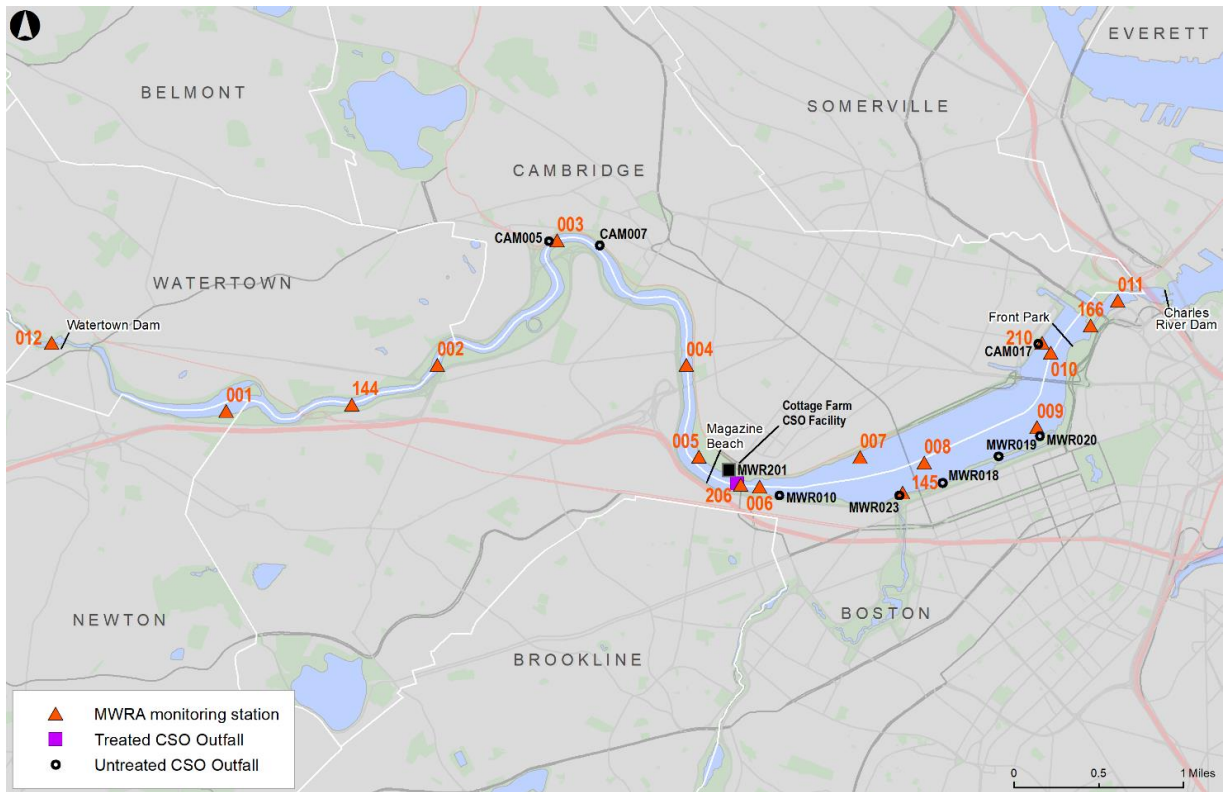 EVERETT
BELMONT
SOMERVILLE
CAMBRIDGE
003
CAM005
CAM007
WATERTOWN
011
166
Charles
River Dam
Front Park
012
Watertown Dam
210
CAM017
010
002
004
001
144
Cottage Farm
CSO Facility
Magazine
Beach
005
007
008
009
MWR020
MWR019
MWR201
206
006
MWR010
MWR023
145
MWR018
NEWTON
BROOKLINE
BOSTON
MWRA monitoring station
Treated CSO Outfall
Untreated CSO Outfall
0 0.5 1 Miles